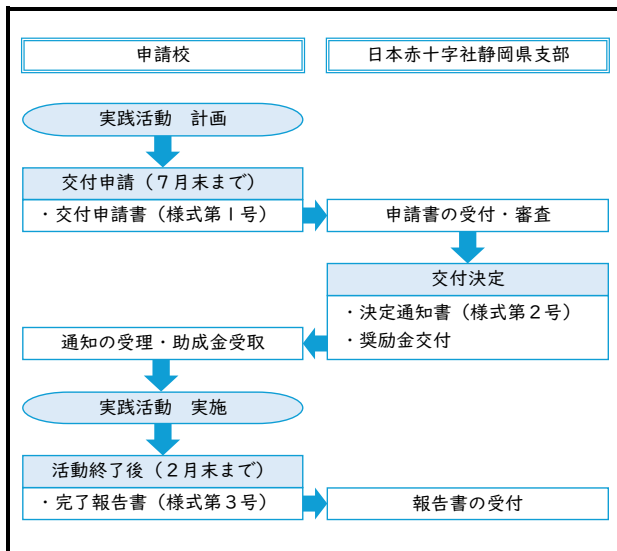 申請校
日本赤十字社静岡県支部
実践活動　計画
交付申請（７月末まで）
・交付申請書（様式第１号）
申請書の受付・審査
交付決定
・決定通知書（様式第２号）
・奨励金交付
通知の受理・助成金受取
実践活動　実施
活動終了後（２月末まで）
・完了報告書（様式第３号）
報告書の受付